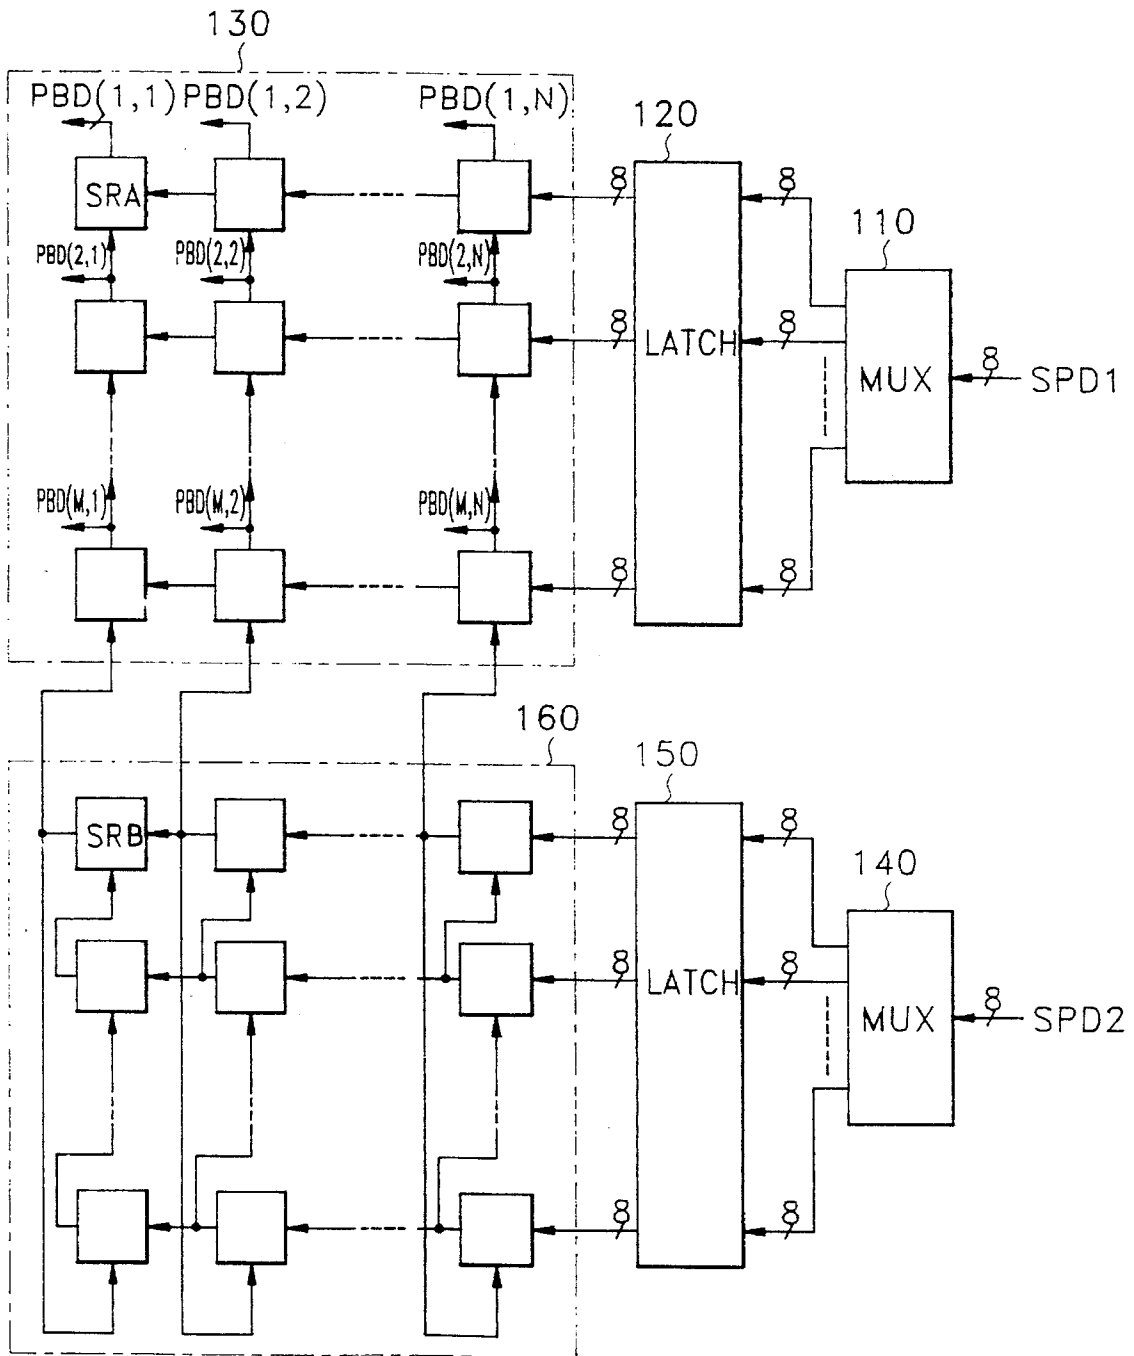 130
PBD(1,1) PBD(1,2) PBD(1,N)
120
SRA
8 8
110
PBD(2,1) PBD(2,2) PBD(2,N)
8 LATCH 8
8
MUX SPD1
PBD(M,1) PBD(M,2) PBD(M,N)
8 8
160
150
SRB
8 8
140
8 LATCH 8
8
MUX SPD2
8 8